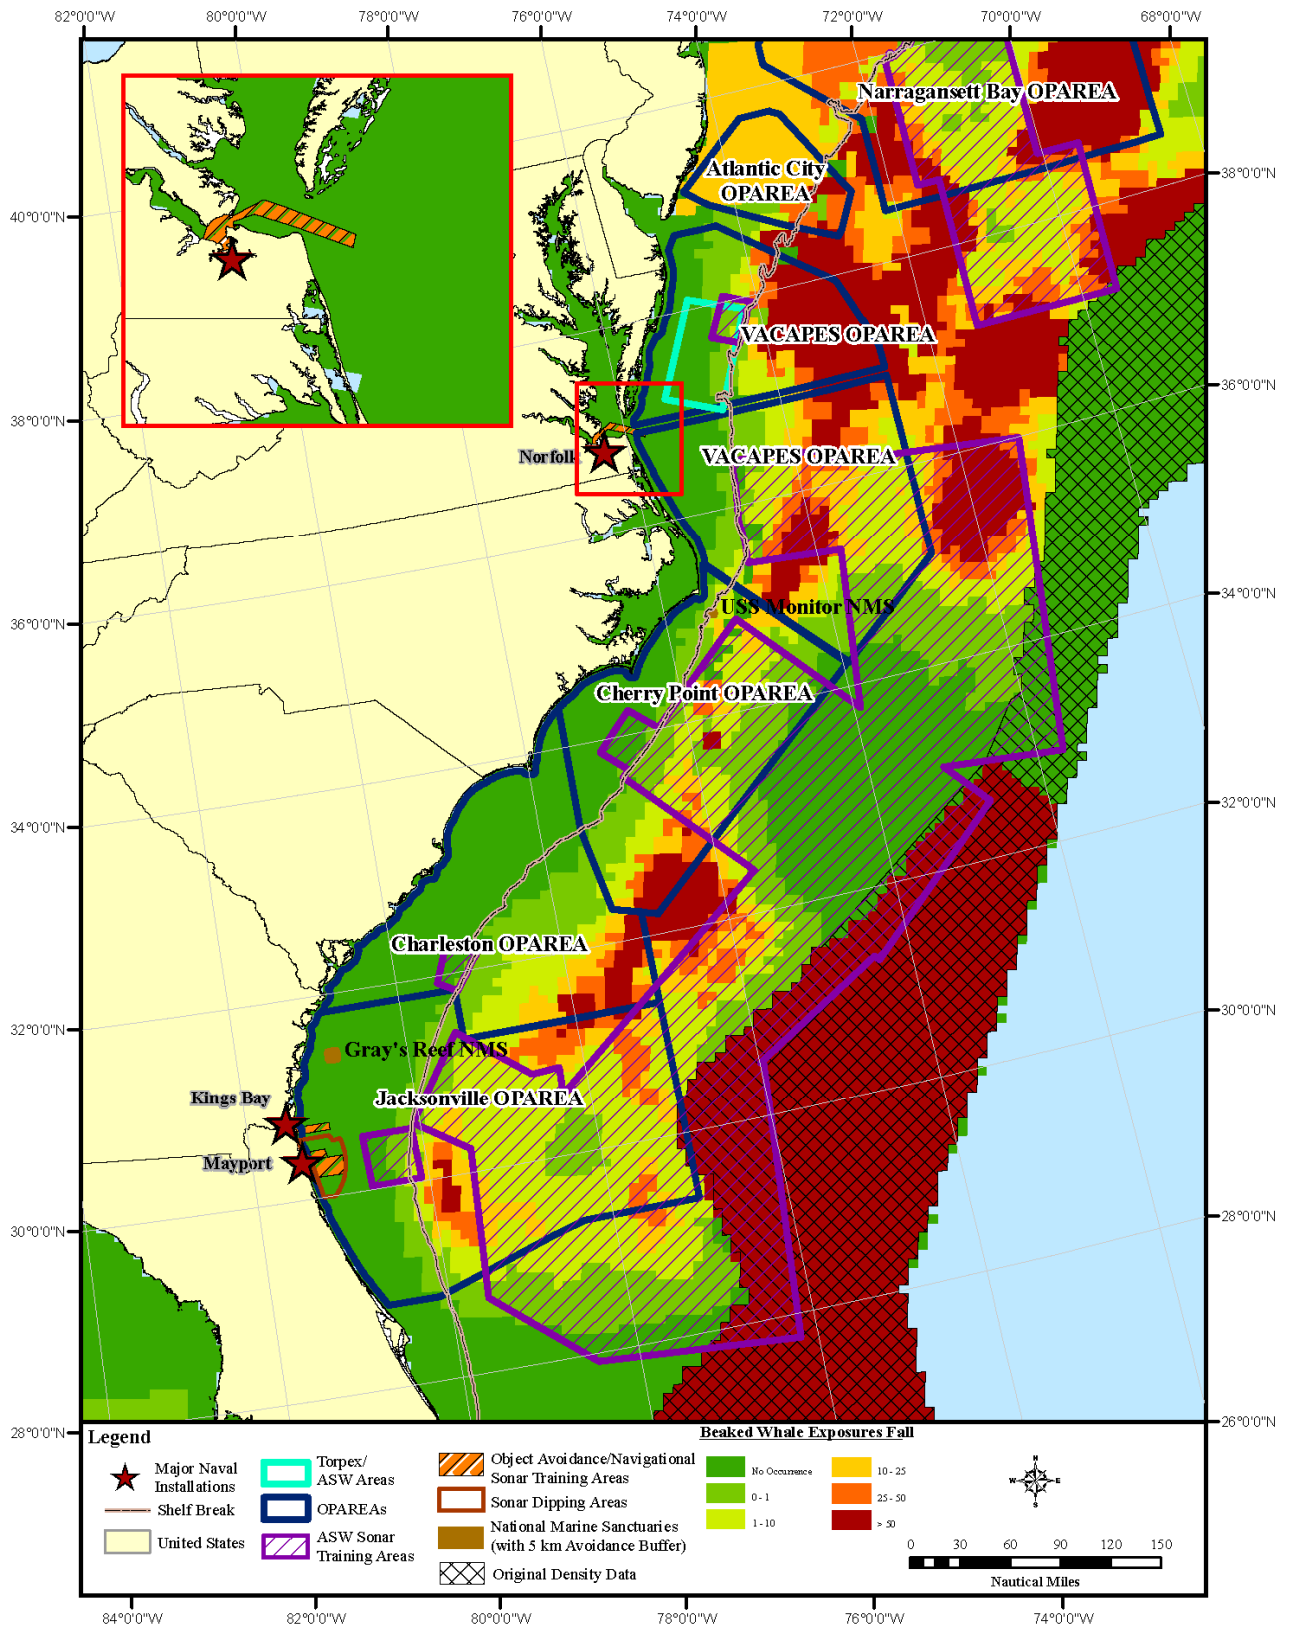 82°0'0"W
80°0'0"W
78°0'0"W
76°0'0"W
74°0'0"W
72°0'0"W
70°0'0"W
68°0'0"W
Narragansett Bay OPAREA
Atlantic City
OPAREA
38°0'0"N
40°0'0"N
VACAPES OPAREA
36°0'0"N
38°0'0"N
Norfolk
VACAPES OPAREA
34°0'0"N
USS Monitor NMS
36°0'0"N
Cherry Point OPAREA
32°0'0"N
34°0'0"N
Charleston OPAREA
30°0'0"N
32°0'0"N
Gray's Reef NMS
Kings Bay
Jacksonville OPAREA
Mayport
28°0'0"N
30°0'0"N
26°0'0"N
28°0'0"N
Legend
Major Naval
Installations
Shelf Break
United States
Torpex/
ASW Areas
OPAREAs
ASW Sonar
Training Areas
Object Avoidance/Navigational
Sonar Training Areas
Sonar Dipping Areas
National Marine Sanctuaries
(with 5 km Avoidance Buffer)
Original Density Data
Beaked Whale Exposures Fall
No Occurrence
0 - 1
1 - 10
10 - 25
25 - 50
> 50
N
W
E
S
0 30 60 90 120 150
Nautical Miles
84°0'0"W
82°0'0"W
80°0'0"W
78°0'0"W
76°0'0"W
74°0'0"W